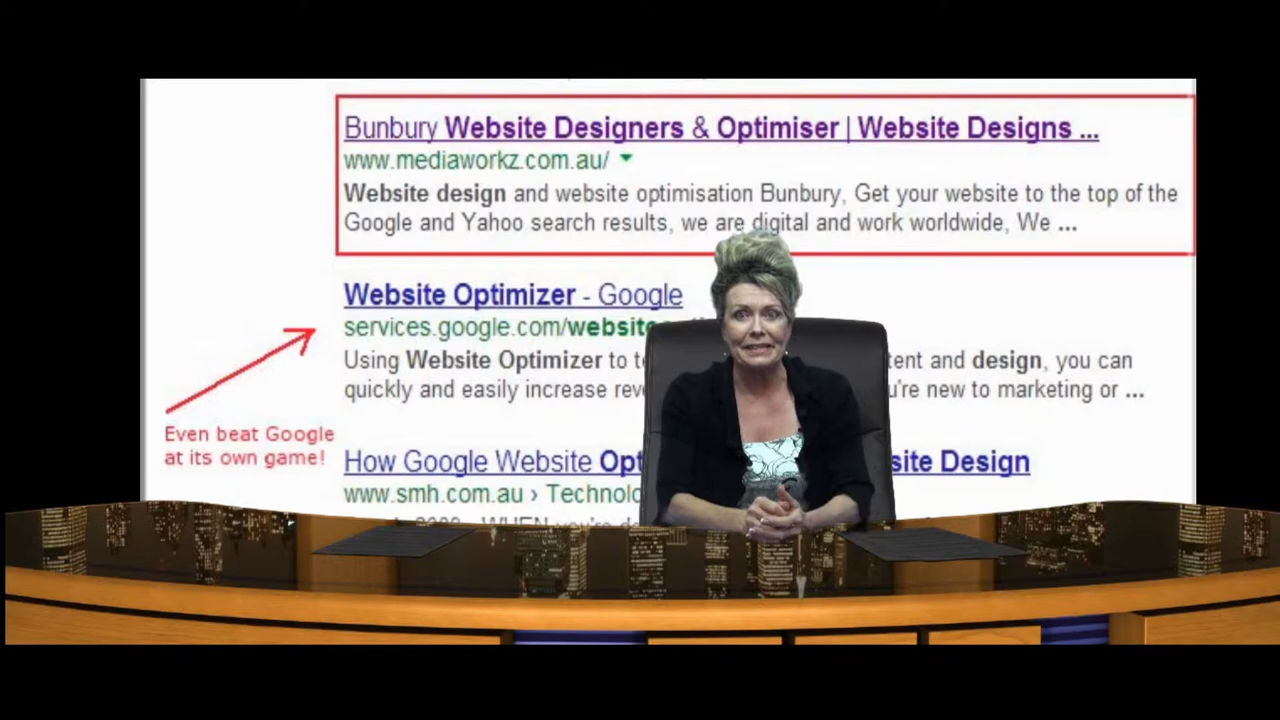 Bunbury Website Designers & Optimiser | Website Designs ...
www.mediaworkz.com.au/
Website design and website optimisation Bunbury, Get your website to the top of the
Google and Yahoo search results, we are digital and work worldwide, We ...
Website Optimizer - Google
services.google.com/website
Using Website Optimizer to tent and design, you can
quickly and easily increase 're new to marketing or ...
Even beat Google
at its own game!
How Google Website Design
www.smh.com.au › 
WHEN you're